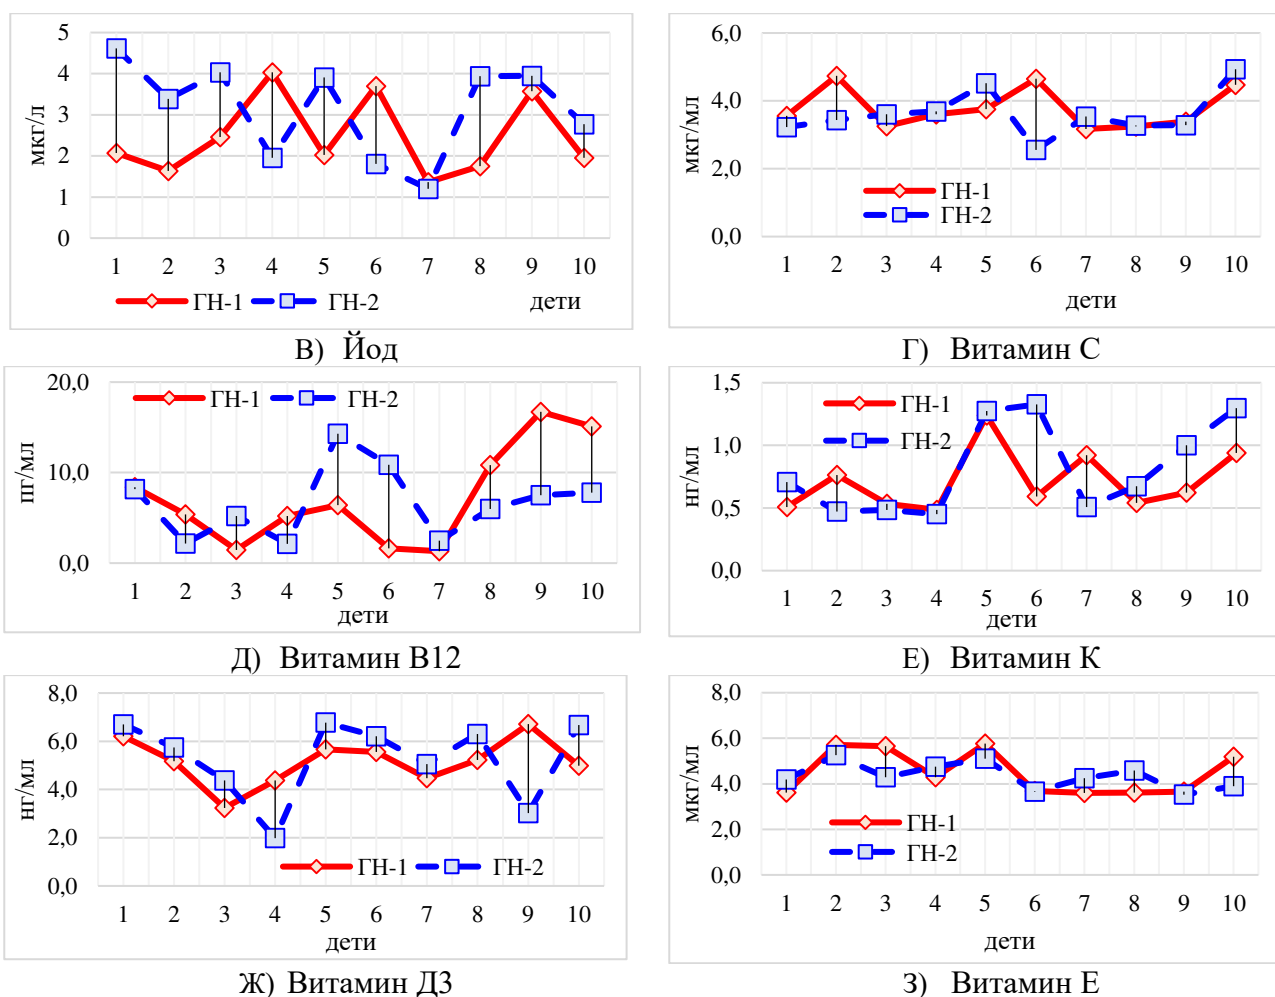 5
4
3
2
1
0
мкг/л
1 2 3 4 5 6 7 8 9 10
ГН-1 ГН-2
дети
В) Йод
6,0
4,0
2,0
0,0
мкг/мл
ГН-1
ГН-2
1 2 3 4 5 6 7 8 9 10
дети
Г) Витамин С
20,0
10,0
0,0
пг/мл
ГН-1 ГН-2
1 2 3 4 5 6 7 8 9 10
дети
Д) Витамин В12
1,5
1,0
0,5
0,0
нг/мл
ГН-1
ГН-2
1 2 3 4 5 6 7 8 9 10
дети
Е) Витамин К
8,0
6,0
4,0
2,0
0,0
нг/мл
ГН-1 ГН-2
1 2 3 4 5 6 7 8 9 10
дети
Ж) Витамин Д3
8,0
6,0
4,0
2,0
0,0
мкг/мл
ГН-1
ГН-2
1 2 3 4 5 6 7 8 9 10
дети
З) Витамин Е